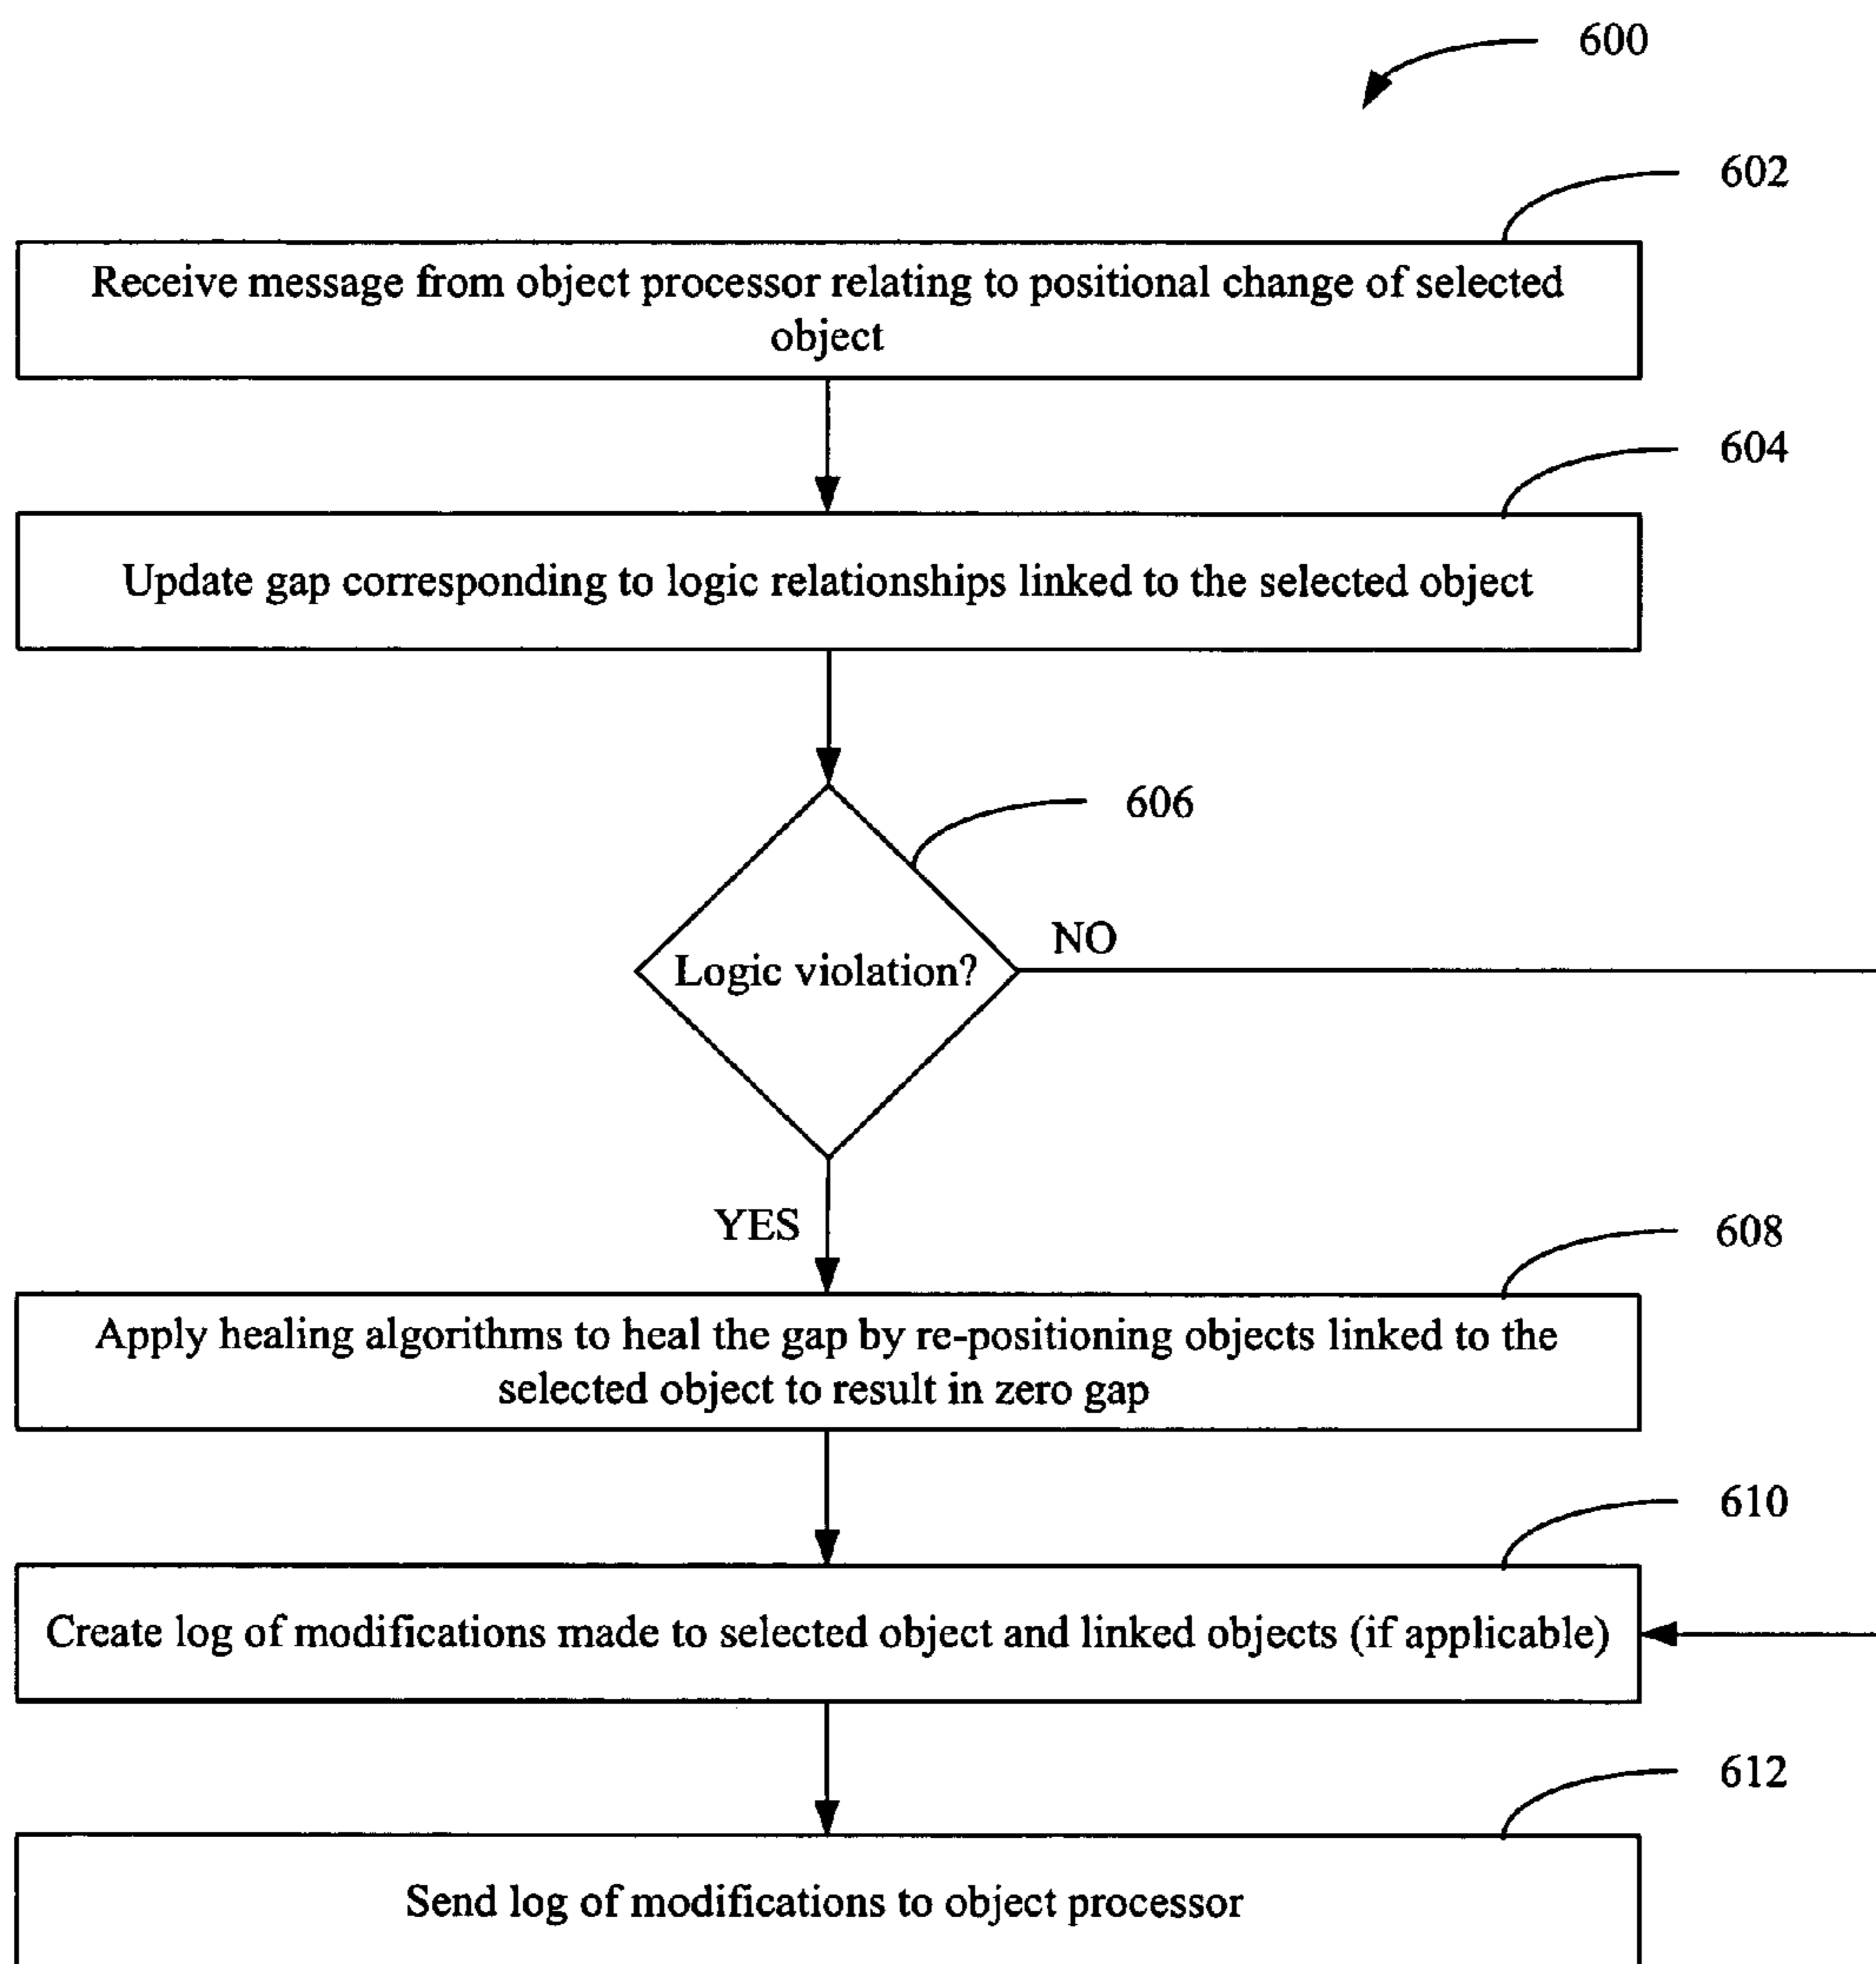 600
602
Receive message from object processor relating to positional change of selected
object
604
Update gap corresponding to logic relationships linked to the selected object
606
NO
Logic violation?
YES
608
Apply healing algorithms to heal the gap by re-positioning objects linked to the
selected object to result in zero gap
610
Create log of modifications made to selected object and linked objects (if applicable)
612
Send log of modifications to object processor